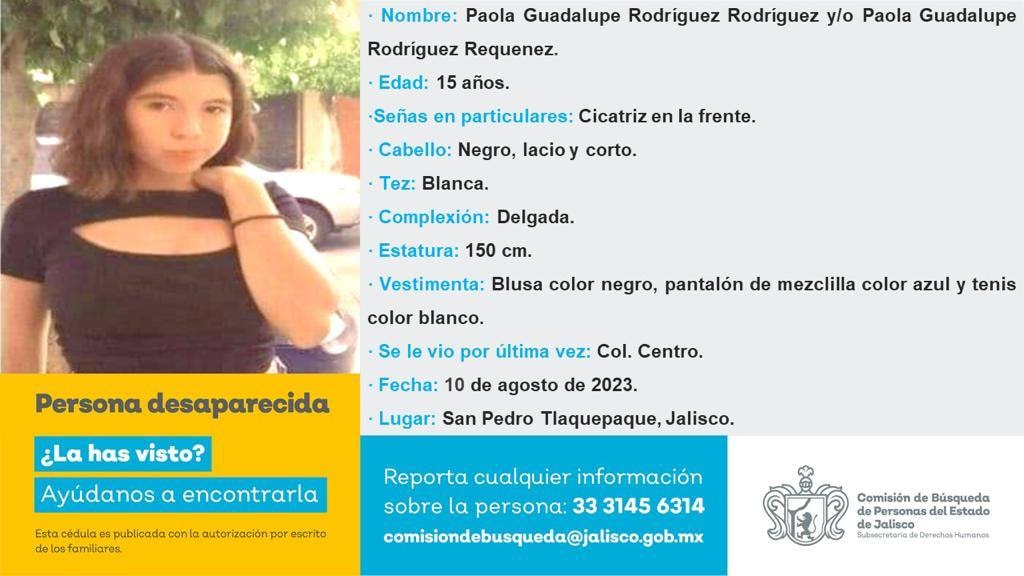 · Nombre: Paola Guadalupe Rodríguez Rodríguez y/o Paola Guadalupe
Rodríguez Requenez.
· Edad: 15 años.
·Señas en particulares: Cicatriz en la frente.
· Cabello: Negro, lacio y corto.
· Tez: Blanca.
· Complexión: Delgada.
· Estatura: 150 cm.
· Vestimenta: Blusa color negro, pantalón de mezclilla color azul y tenis
color blanco.
· Se le vio por última vez: Col. Centro.
· Fecha: 10 de agosto de 2023.
· Lugar: San Pedro Tlaquepaque, Jalisco.
Persona desaparecida
¿La has visto?
Ayúdanos a encontrarla
Esta cédula es publicada con la autorización por escrito
de los familiares.
Reporta cualquier información
sobre la persona: 33 3145 6314
comisiondebusqueda@jalisco.gob.mx
Comisión de Búsqueda
de Personas del Estado
de Jalisco
Subsecretaría de Derechos Humanos